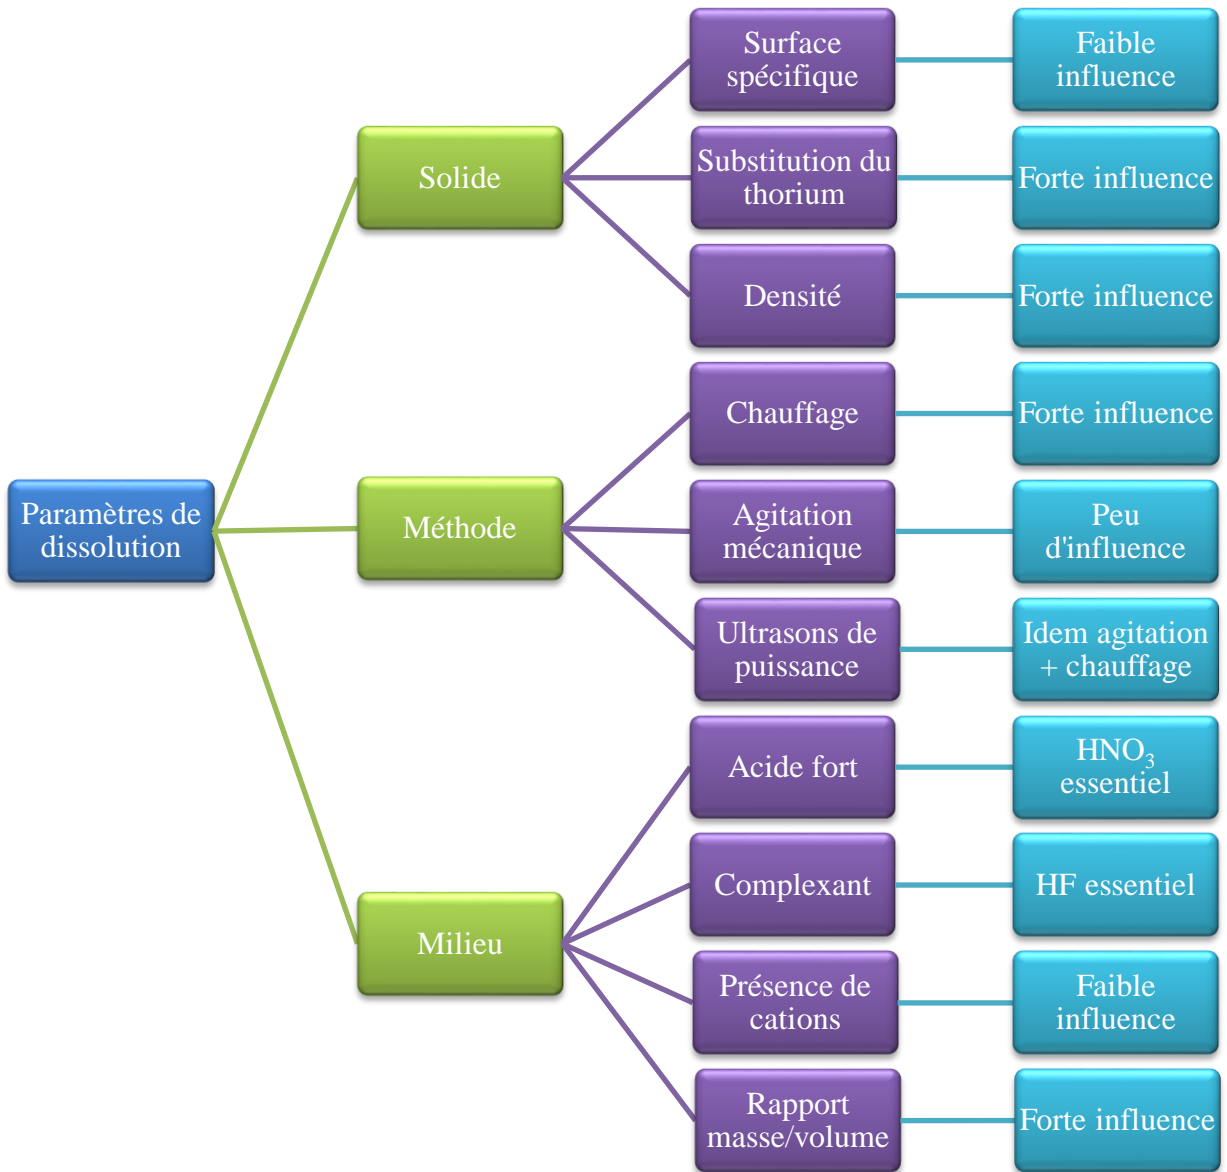 Paramètres de
dissolution
Solide
Surface
spécifique
Faible
influence
Substitution du
thorium
Forte influence
Densité
Forte influence
Méthode
Chauffage
Forte influence
Agitation
mécanique
Peu
d'influence
Ultrasons de
puissance
Idem agitation
+ chauffage
Milieu
Acide fort
HNO₃
essentiel
Complexant
HF essentiel
Présence de
cations
Faible
influence
Rapport
masse/volume
Forte influence